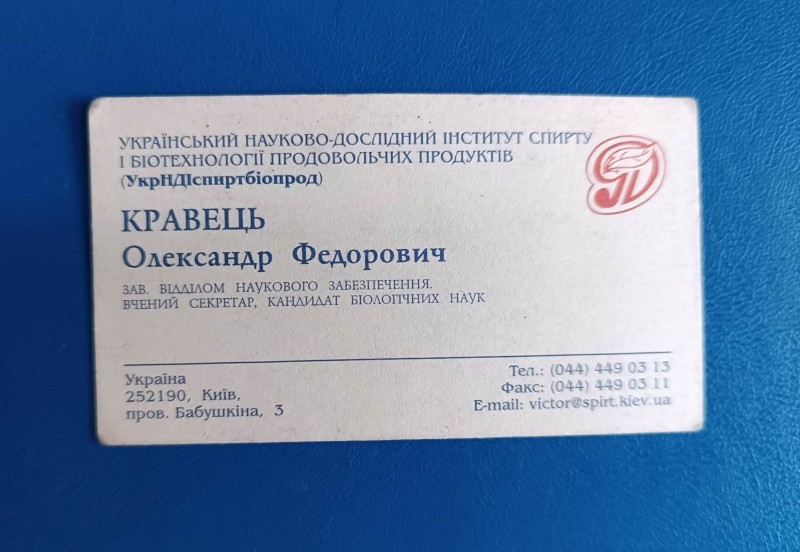 УКРАЇНСЬКИЙ НАУКОВО-ДОСЛІДНИЙ ІНСТИТУТ СПИРТУ
І БІОТЕХНОЛОГІЇ ПРОДОВОЛЬЧИХ ПРОДУКТІВ
(УкрНДІспиртбіопрод)
КРАВЕЦЬ
Олександр Федорович
ЗАВ. ВІДДІЛОМ НАУКОВОГО ЗАБЕЗПЕЧЕННЯ.
ВЧЕНИЙ СЕКРЕТАР, КАНДИДАТ БІОЛОГІЧНИХ НАУК
Україна
252190, Київ,
пров. Бабушкіна, 3
Тел.: (044) 449 03 13
Факс: (044) 449 03 11
E-mail: victor@spirt.kiev.ua